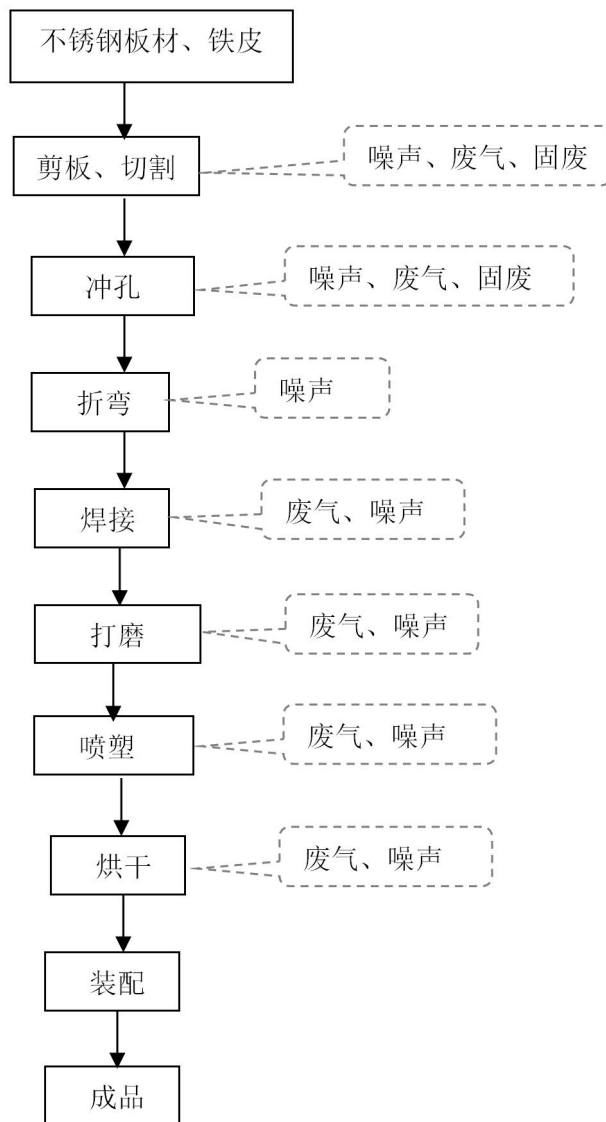 不锈钢板材、铁皮
剪板、切割
噪声、废气、固废
冲孔
噪声、废气、固废
折弯
噪声
焊接
废气、噪声
打磨
废气、噪声
喷塑
废气、噪声
烘干
废气、噪声
装配
成品